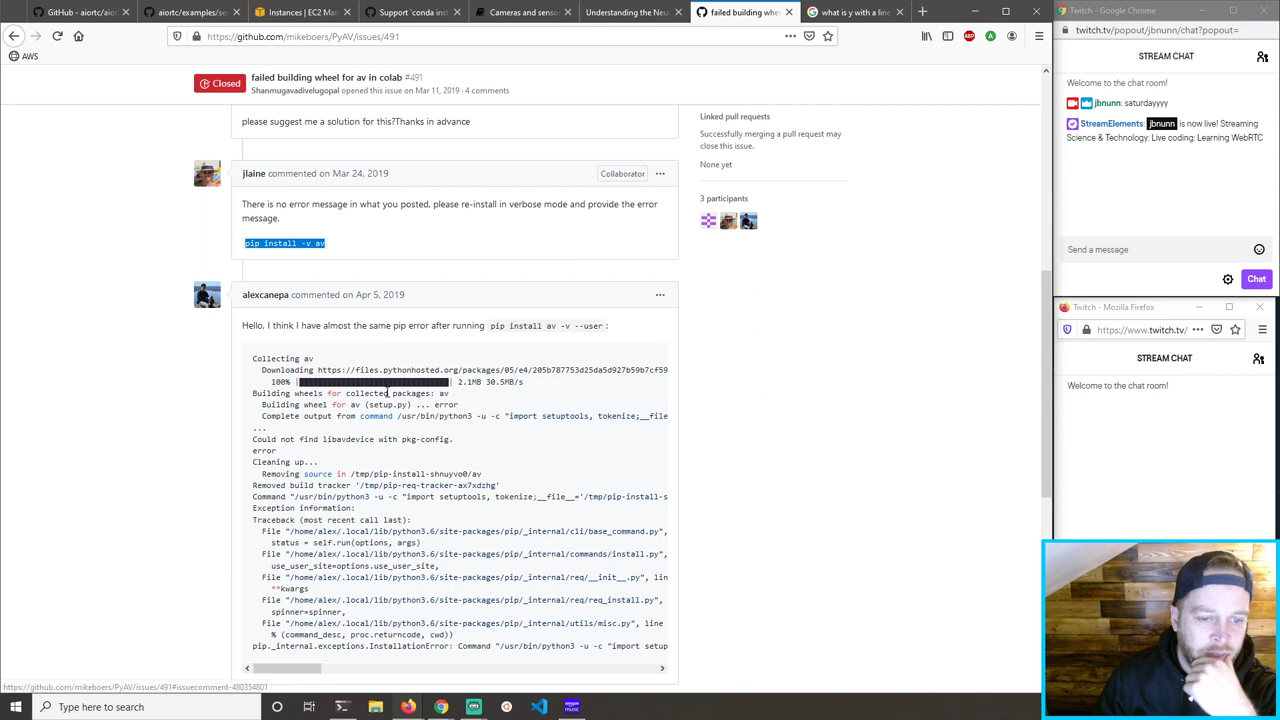 GitHub - aiortc/aiort
aiortc/examples/ser
Instances | EC2 Man
Support `conda inst
Cameras and sensor
Understanding the Neu
failed building whee
what is y with a line
Twitch - Google Chrome
https://github.com/mikeboers/PyAV/issues/491
twitch.tv/popout/jbnunn/chat?popout=
AWS
Closed
failed building wheel for av in colab #491
Shanmugavadivelugopal opened this issue on Mar 11, 2019 · 4 comments
please suggest me a solution for this?Thanks in advance
jlaine commented on Mar 24, 2019
Collaborator
There is no error message in what you posted, please re-install in verbose mode and provide the error
message.
pip install -v av
alexcanepa commented on Apr 5, 2019
Hello, I think I have almost the same pip error after running pip install av -v --user:
Collecting av
Downloading https://files.pythonhosted.org/packages/05/e4/205b787753d25da5d927b59b7cf59
100% | | 2.1MB 30.5MB/s
Building wheels for collected packages: av
Building wheel for av (setup.py) ... error
Complete output from command /usr/bin/python3 -u -c "import setuptools, tokenize;__file
...
Could not find libavdevice with pkg-config.
error
Cleaning up...
Removing source in /tmp/pip-install-shnuyvo0/av
Removed build tracker '/tmp/pip-req-tracker-ax7xdzhg'
Command "/usr/bin/python3 -u -c "import setuptools, tokenize;__file__='/tmp/pip-install-s
Exception information:
Traceback (most recent call last):
File "/home/alex/.local/lib/python3.6/site-packages/pip/_internal/cli/base_command.py",
status = self.run(options, args)
File "/home/alex/.local/lib/python3.6/site-packages/pip/_internal/commands/install.py",
use_user_site=options.use_user_site,
File "/home/alex/.local/lib/python3.6/site-packages/pip/_internal/req/__init__.py", lin
**kwargs
File "/home/alex/.local/lib/python3.6/site-packages/pip/_internal/req/req_install.py",
spinner=spinner,
File "/home/alex/.local/lib/python3.6/site-packages/pip/_internal/utils/misc.py", line
% (command_desc, proc.returncode, cwd))
pip._internal.exceptions.InstallationError: Command "/usr/bin/python3 -u -c "import setup
https://github.com/mikeboers/PyAV/issues/491#issuecomment-480354801
Linked pull requests
Successfully merging a pull request may
close this issue.
None yet
3 participants
STREAM CHAT
Welcome to the chat room!
jbnunn: saturdayyyy
StreamElements: jbnunn is now live! Streaming
Science & Technology: Live coding: Learning WebRTC
Send a message
Chat
Twitch - Mozilla Firefox
https://www.twitch.tv/
STREAM CHAT
Welcome to the chat room!
Type here to search
music